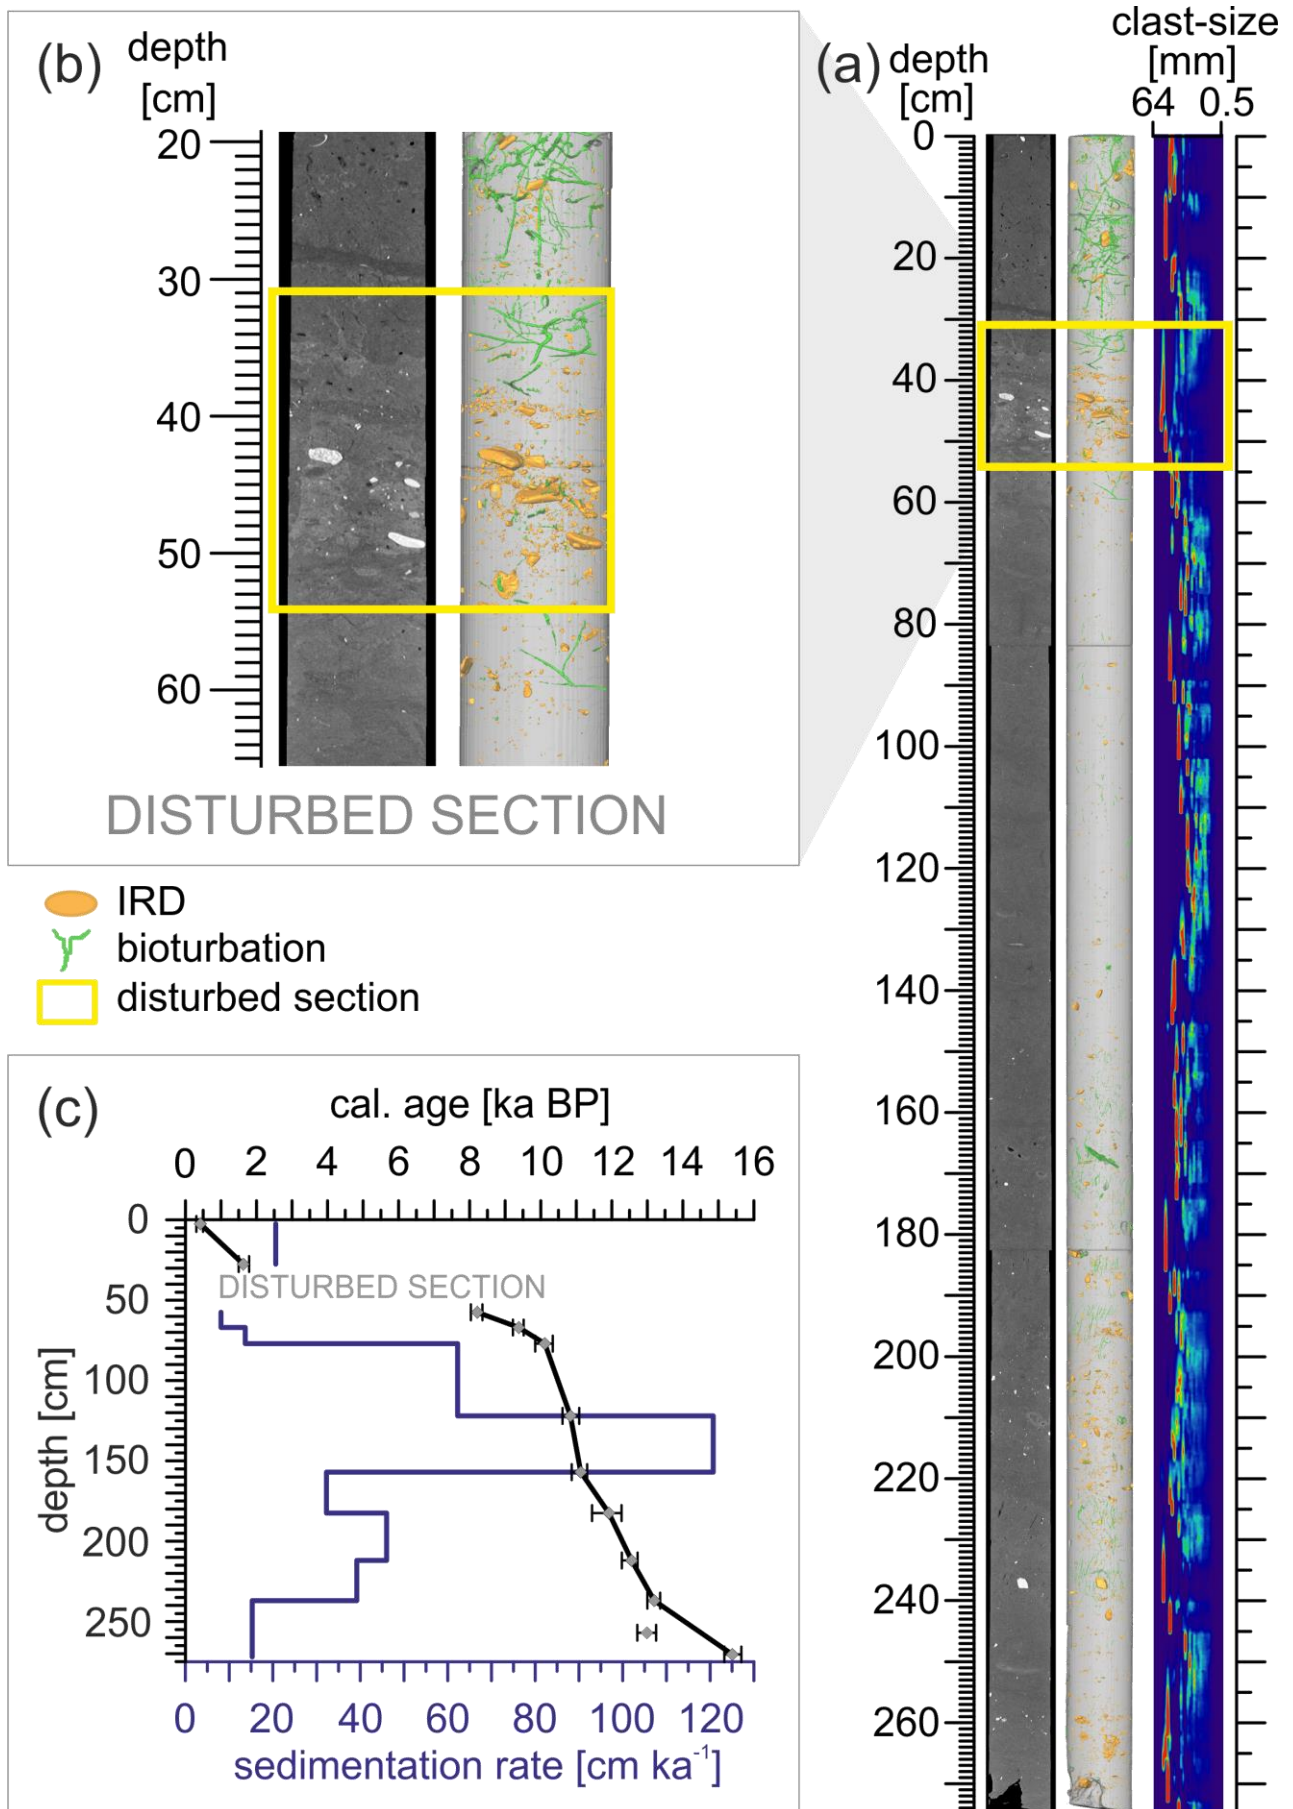 (b)
depth
[cm]
20
30
40
50
60
DISTURBED SECTION
(a)
depth
[cm]
clast-size
[mm]
64 0.5
0
20
40
60
80
100
120
140
160
180
200
220
240
260
IRD
bioturbation
disturbed section
(c)
cal. age [ka BP]
0 2 4 6 8 10 12 14 16
depth [cm]
0
50
100
150
200
250
DISTURBED SECTION
0 20 40 60 80 100 120
sedimentation rate [cm ka⁻¹]